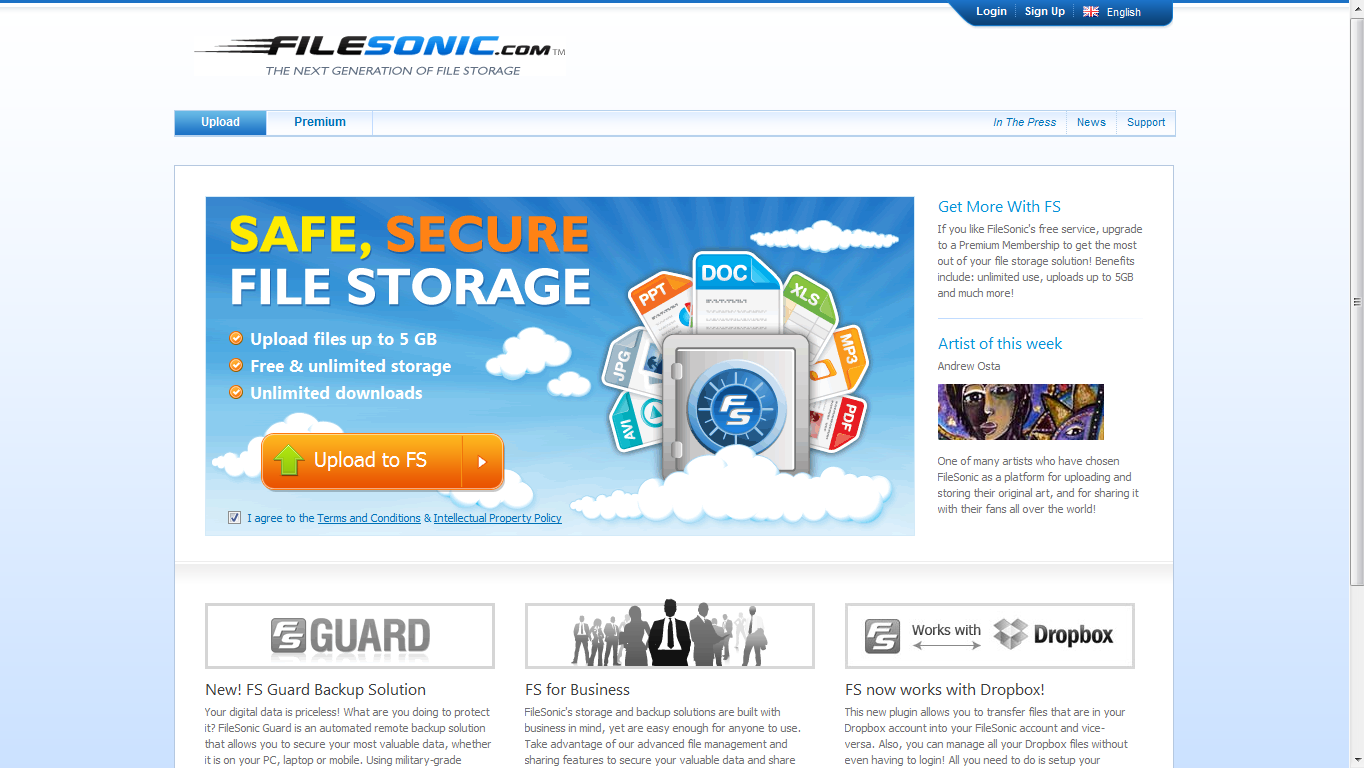 Login
Sign Up
English
FILESONIC.COM™
THE NEXT GENERATION OF FILE STORAGE
Upload
Premium
In The Press
News
Support
SAFE, SECURE
FILE STORAGE
Upload files up to 5 GB
Free & unlimited storage
Unlimited downloads
Upload to FS
I agree to the Terms and Conditions & Intellectual Property Policy
AVI
JPG
PPT
DOC
XLS
MP3
PDF
FS
Get More With FS
If you like FileSonic's free service, upgrade
to a Premium Membership to get the most
out of your file storage solution! Benefits
include: unlimited use, uploads up to 5GB
and much more!
Artist of this week
Andrew Osta
One of many artists who have chosen
FileSonic as a platform for uploading and
storing their original art, and for sharing it
with their fans all over the world!
FS GUARD
New! FS Guard Backup Solution
Your digital data is priceless! What are you doing to protect
it? FileSonic Guard is an automated remote backup solution
that allows you to secure your most valuable data, whether
it is on your PC, laptop or mobile. Using military-grade
FS for Business
FileSonic's storage and backup solutions are built with
business in mind, yet are easy enough for anyone to use.
Take advantage of our advanced file management and
sharing features to secure your valuable data and share
FS Works with Dropbox
FS now works with Dropbox!
This new plugin allows you to transfer files that are in your
Dropbox account into your FileSonic account and vice-
versa. Also, you can manage all your Dropbox files without
even having to login! All you need to do is setup your